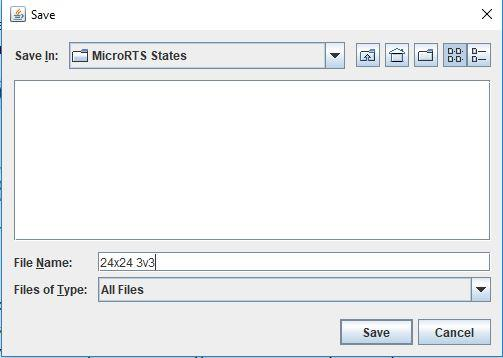 Save
Save In: MicroRTS States
File Name: 24x24 3v3
Files of Type: All Files
Save Cancel